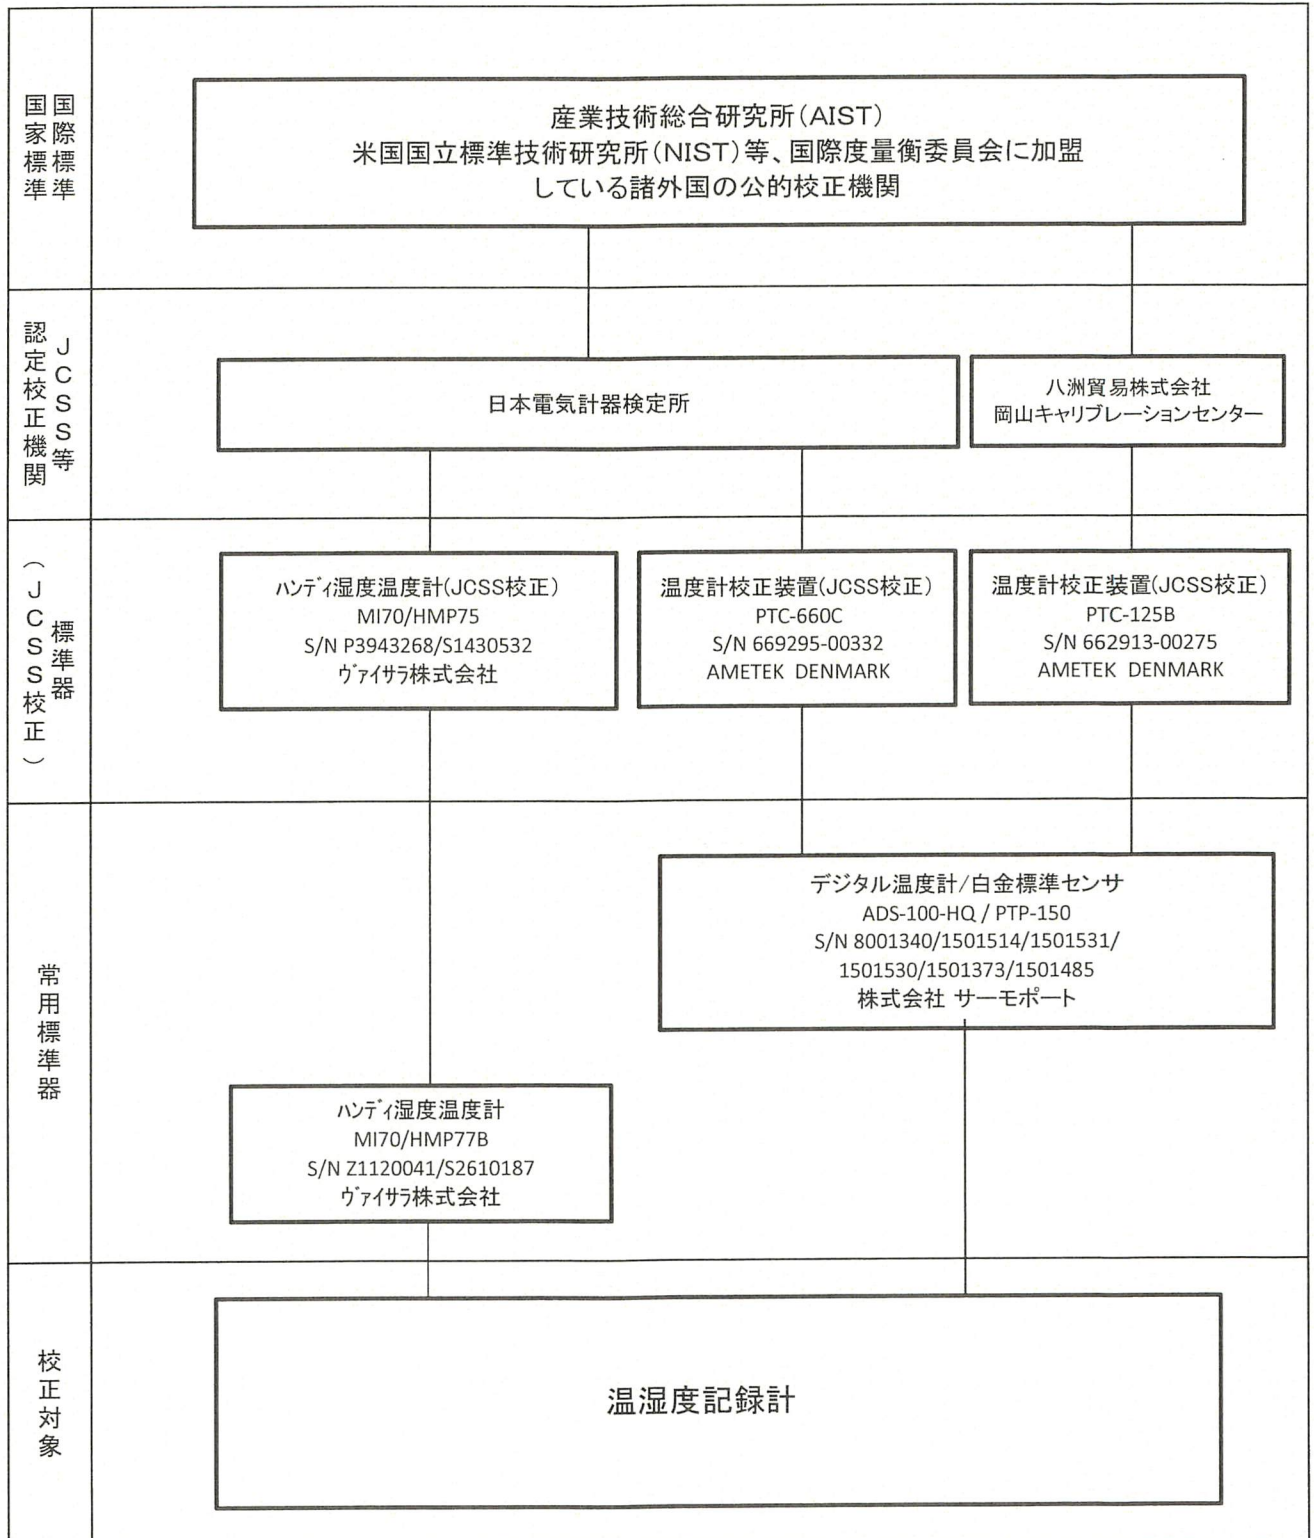 国際標準
国家標準
産業技術総合研究所(AIST)
米国国立標準技術研究所(NIST)等、国際度量衡委員会に加盟
している諸外国の公的校正機関
JCSS等
認定校正機関
日本電気計器検定所
八洲貿易株式会社
岡山キャリブレーションセンター
標準器
(JCSS校正)
ハンディ湿度温度計(JCSS校正)
MI70/HMP75
S/N P3943268/S1430532
ヴァイサラ株式会社
温度計校正装置(JCSS校正)
PTC-660C
S/N 669295-00332
AMETEK DENMARK
温度計校正装置(JCSS校正)
PTC-125B
S/N 662913-00275
AMETEK DENMARK
常用標準器
デジタル温度計/白金標準センサ
ADS-100-HQ / PTP-150
S/N 8001340/1501514/1501531/
1501530/1501373/1501485
株式会社 サーモポート
ハンディ湿度温度計
MI70/HMP77B
S/N Z1120041/S2610187
ヴァイサラ株式会社
校正対象
温湿度記録計